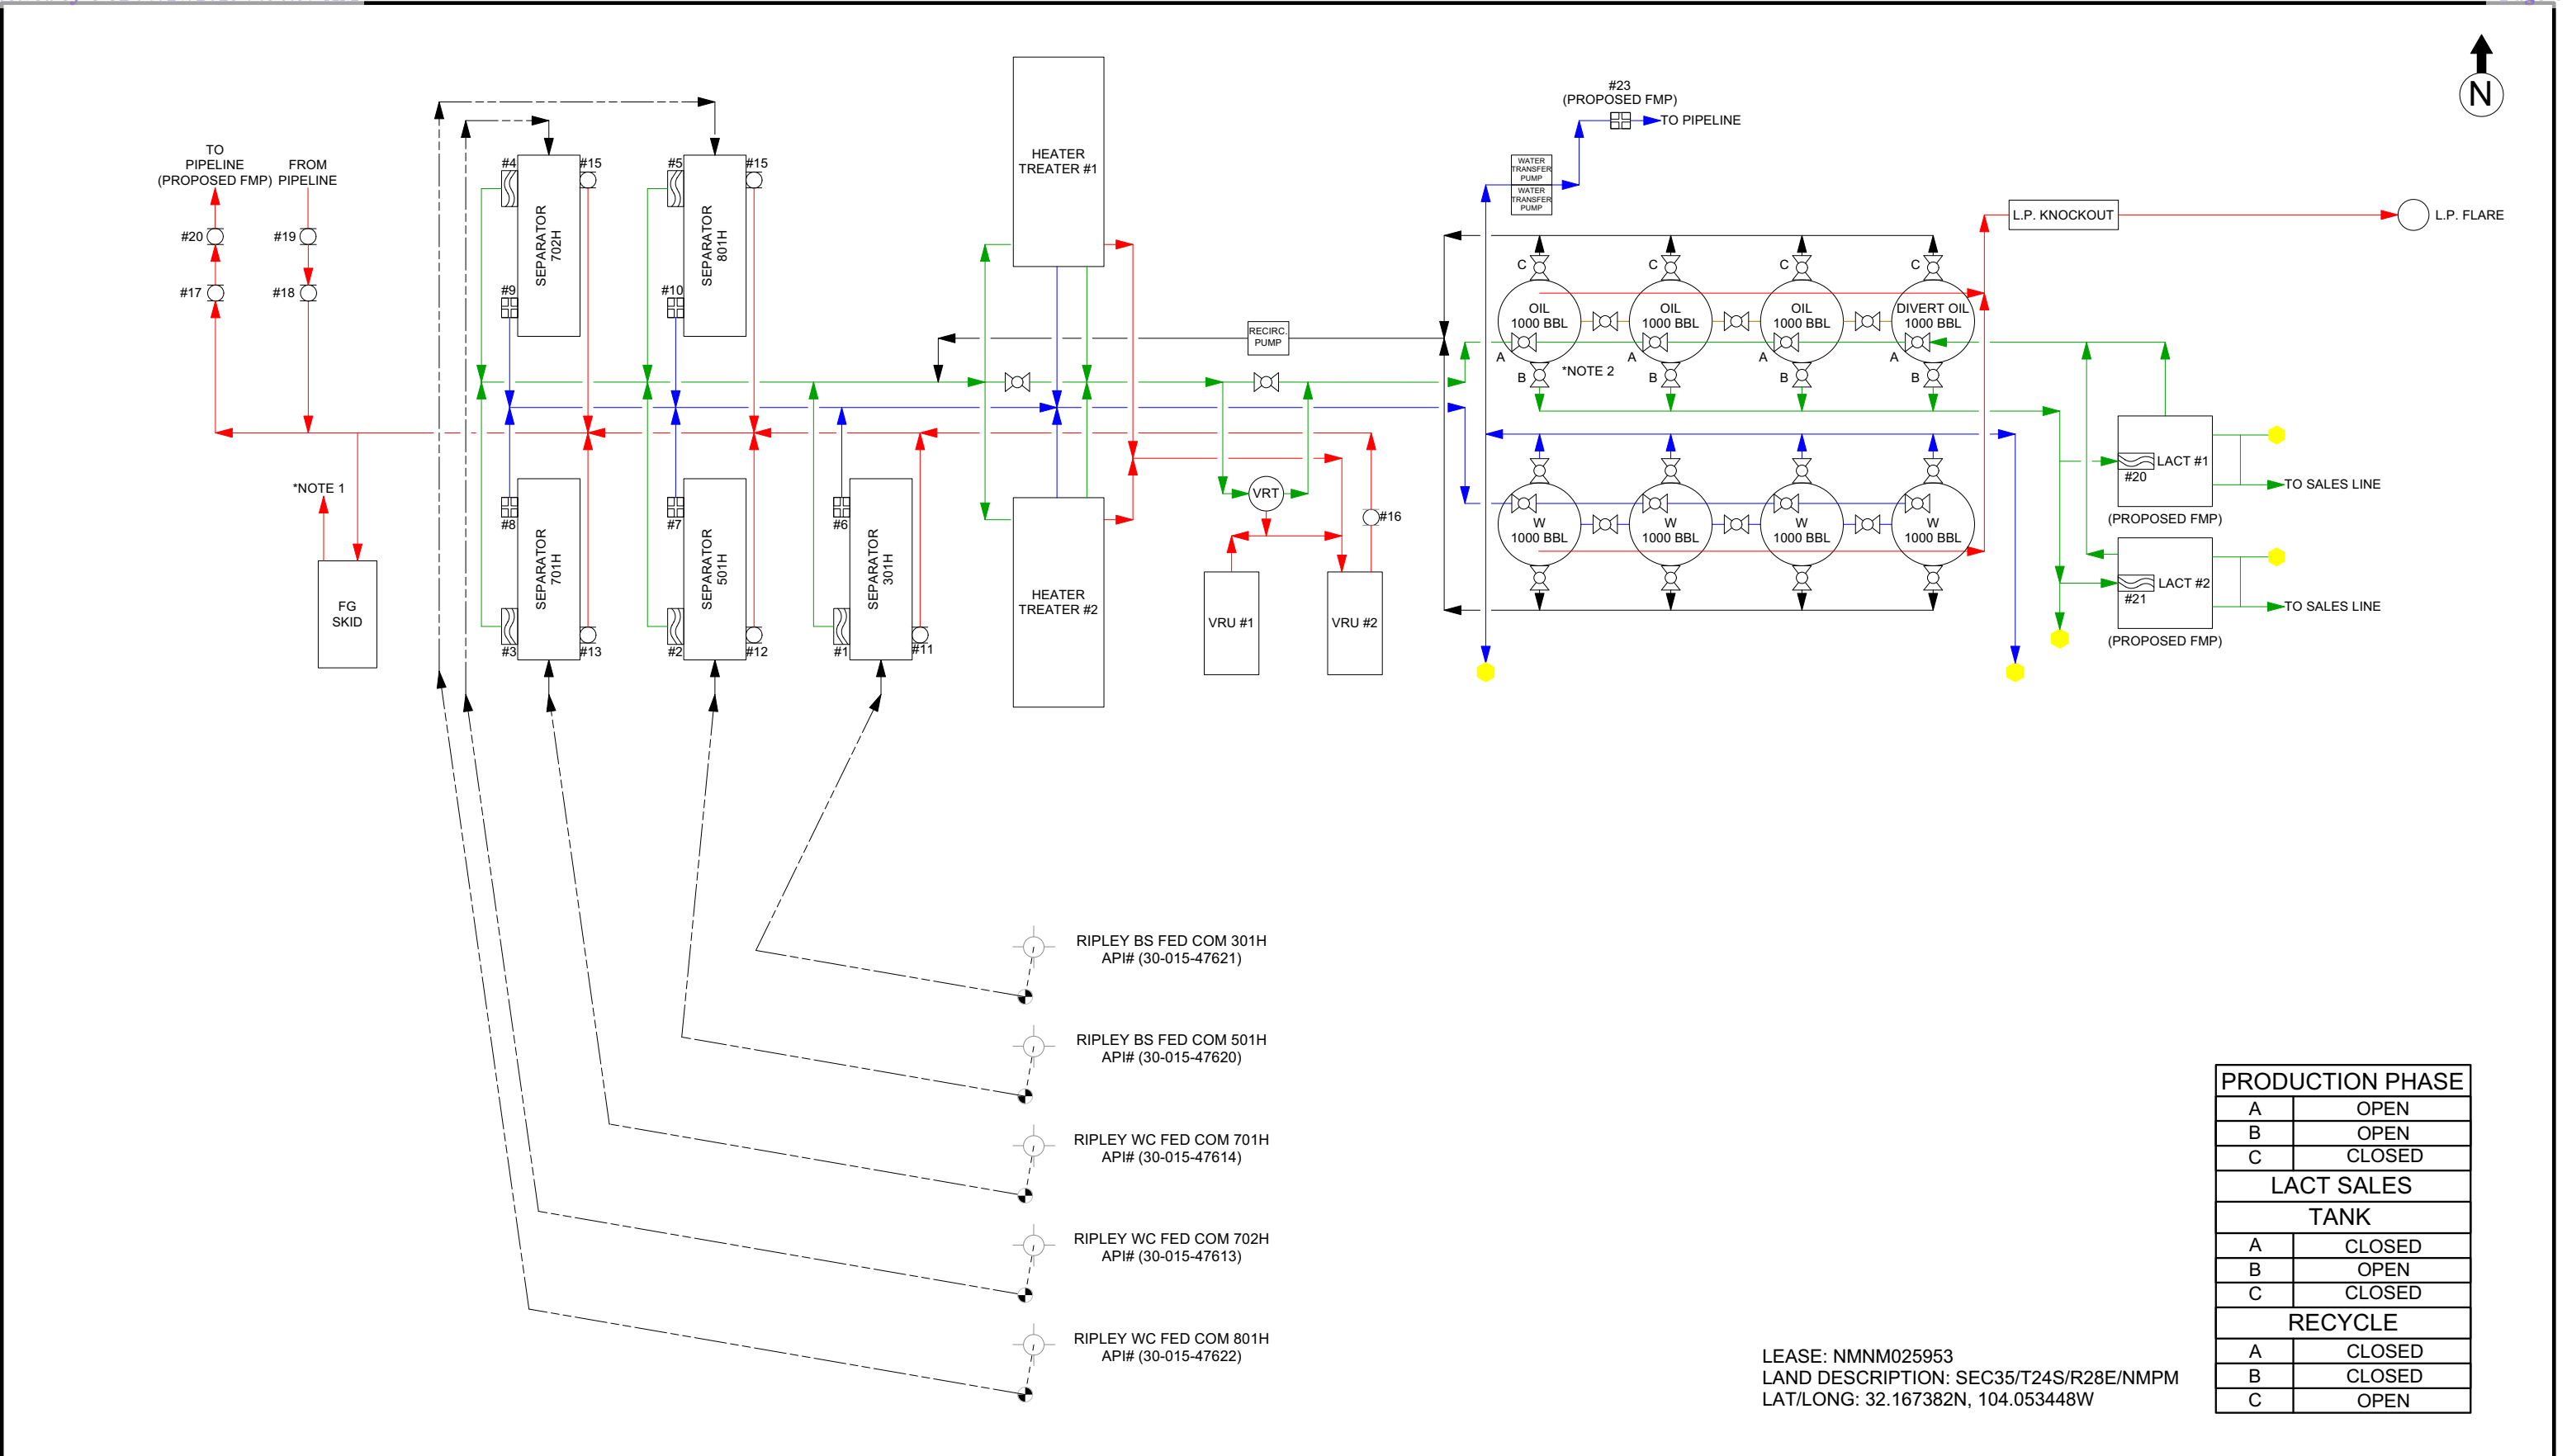 N
#23
(PROPOSED FMP)
TO PIPELINE
TO
PIPELINE
(PROPOSED FMP)
FROM
PIPELINE
#20
#19
#17
#18
#4
#15
#5
#15
SEPARATOR
702H
SEPARATOR
801H
#9
#10
HEATER
TREATER #1
WATER
TRANSFER
PUMP
WATER
TRANSFER
PUMP
L.P. KNOCKOUT
L.P. FLARE
C
C
C
C
OIL
1000 BBL
OIL
1000 BBL
OIL
1000 BBL
DIVERT OIL
1000 BBL
RECIRC.
PUMP
A
A
A
A
B
*NOTE 2
B
B
B
*NOTE 1
FG
SKID
#8
#7
#6
SEPARATOR
701H
SEPARATOR
501H
SEPARATOR
301H
#3
#13
#2
#12
#1
#11
HEATER
TREATER #2
VRT
#16
VRU #1
VRU #2
W
1000 BBL
W
1000 BBL
W
1000 BBL
W
1000 BBL
LACT #1
#20
TO SALES LINE
(PROPOSED FMP)
LACT #2
#21
TO SALES LINE
(PROPOSED FMP)
RIPLEY BS FED COM 301H
API# (30-015-47621)
RIPLEY BS FED COM 501H
API# (30-015-47620)
RIPLEY WC FED COM 701H
API# (30-015-47614)
RIPLEY WC FED COM 702H
API# (30-015-47613)
RIPLEY WC FED COM 801H
API# (30-015-47622)
LEASE: NMNM025953
LAND DESCRIPTION: SEC35/T24S/R28E/NMPM
LAT/LONG: 32.167382N, 104.053448W
PRODUCTION PHASE
A OPEN
B OPEN
C CLOSED
LACT SALES
TANK
A CLOSED
B OPEN
C CLOSED
RECYCLE
A CLOSED
B CLOSED
C OPEN